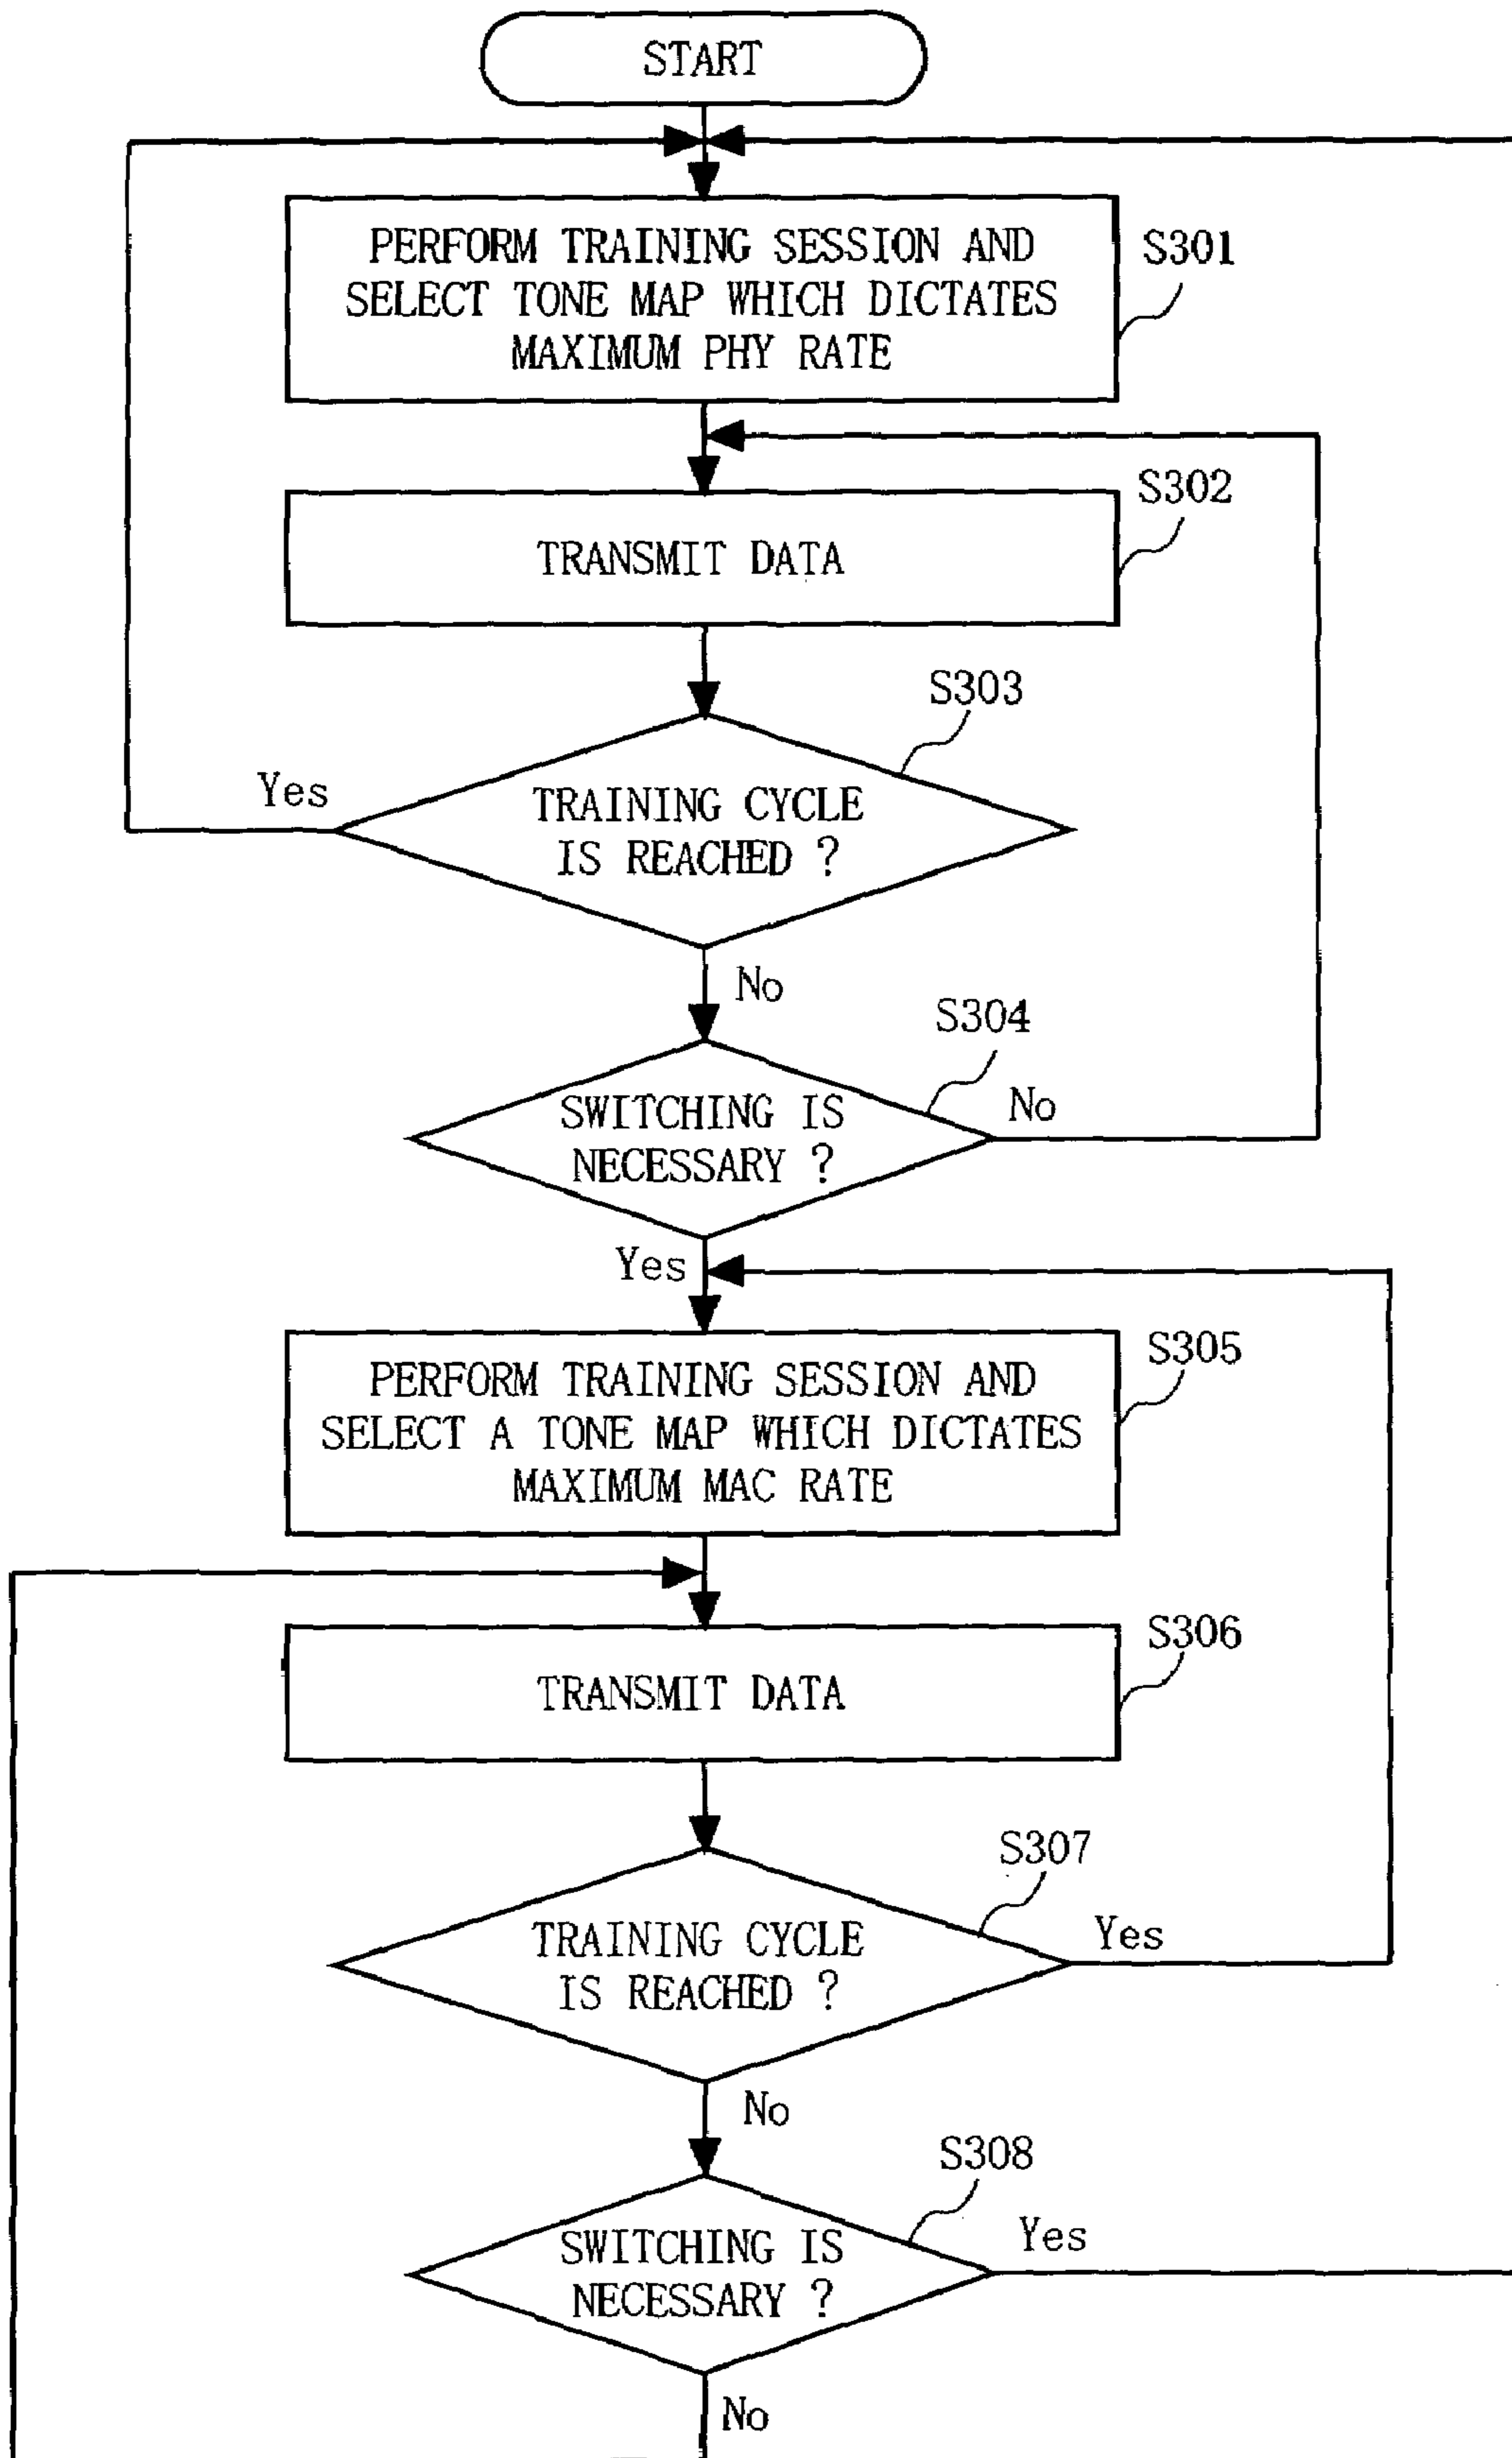 START
PERFORM TRAINING SESSION AND
SELECT TONE MAP WHICH DICTATES
MAXIMUM PHY RATE
S301
TRANSMIT DATA
S302
TRAINING CYCLE
IS REACHED ?
S303
Yes
No
SWITCHING IS
NECESSARY ?
S304
No
Yes
PERFORM TRAINING SESSION AND
SELECT A TONE MAP WHICH DICTATES
MAXIMUM MAC RATE
S305
TRANSMIT DATA
S306
TRAINING CYCLE
IS REACHED ?
S307
Yes
No
SWITCHING IS
NECESSARY ?
S308
Yes
No